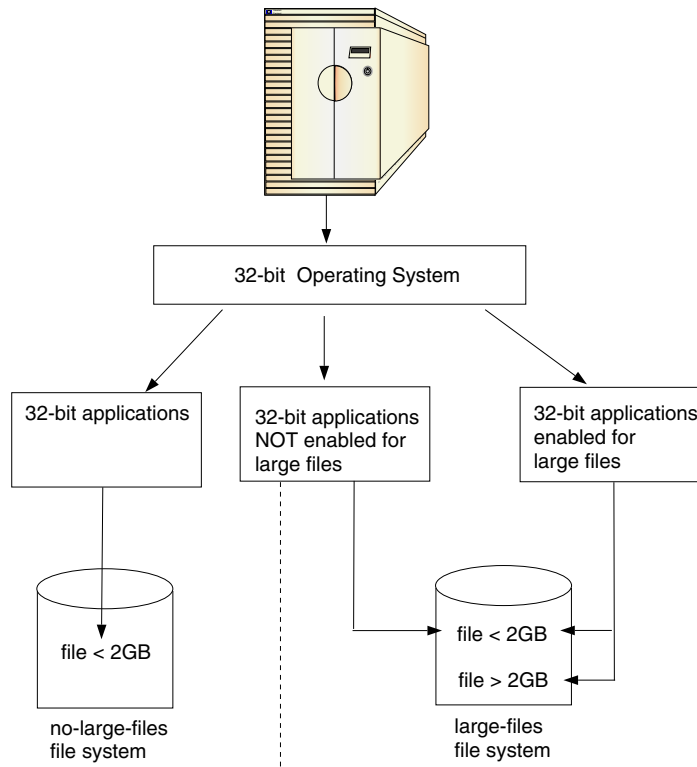 32-bit  Operating System
32-bit applications
32-bit applications
NOT enabled for
large files
32-bit applications
enabled for
large files
file < 2GB
file < 2GB
file > 2GB
no-large-files
file system
large-files
file system